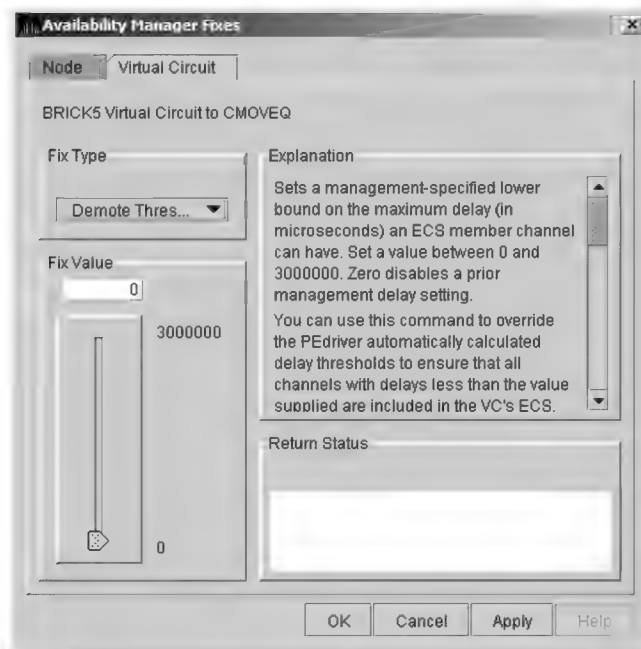 Availability Manager Fixes
Node
Virtual Circuit
BRICK5 Virtual Circuit to CMOVEQ
Fix Type
Demote Thres...
Fix Value
0
3000000
0
Explanation
Sets a management-specified lower
bound on the maximum delay (in
microseconds) an ECS member channel
can have. Set a value between 0 and
3000000. Zero disables a prior
management delay setting.
You can use this command to override
the PEdriver automatically calculated
delay thresholds to ensure that all
channels with delays less than the value
supplied are included in the VC's ECS.
Return Status
OK
Cancel
Apply
Help